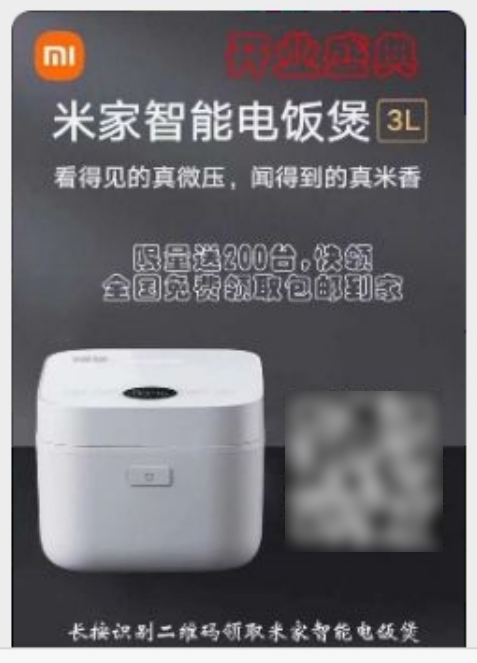 mi
开业盛典
米家智能电饭煲 3L
看得见的真微压，闻得到的真米香
限量送200台，快领
全国免费领取包邮到家
长按识别二维码领取米家智能电饭煲